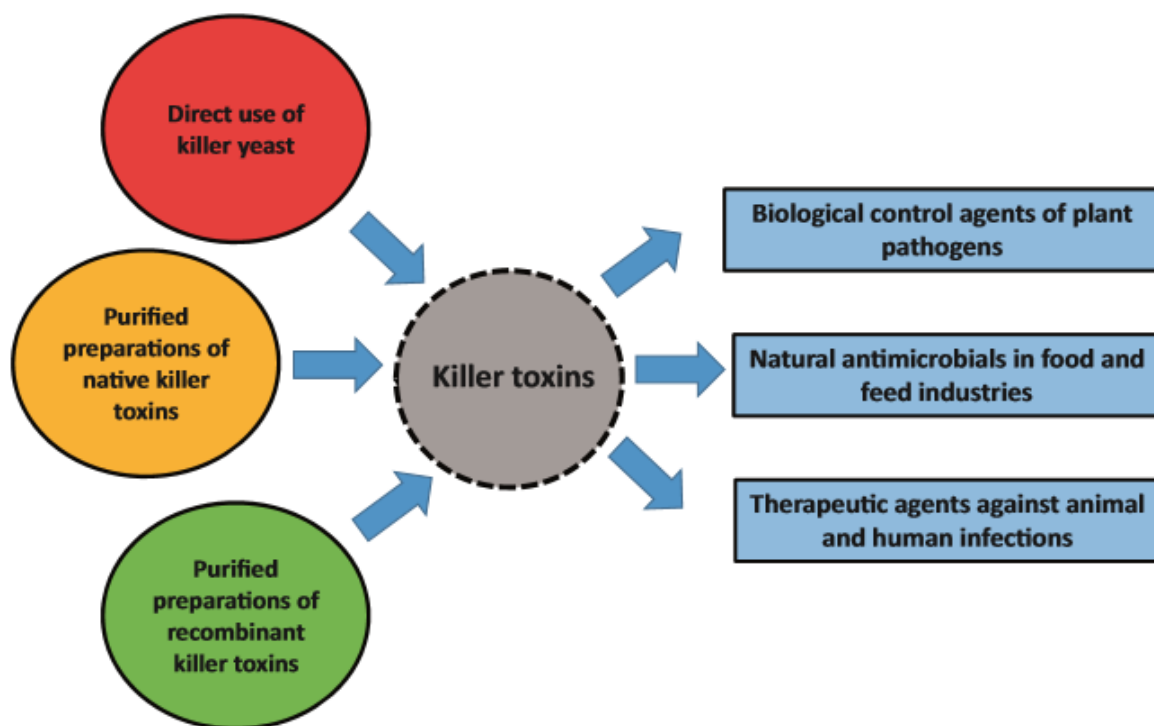 Direct use of
killer yeast
Purified
preparations of
native killer
toxins
Purified
preparations of
recombinant
killer toxins
Killer toxins
Biological control agents of plant
pathogens
Natural antimicrobials in food and
feed industries
Therapeutic agents against animal
and human infections